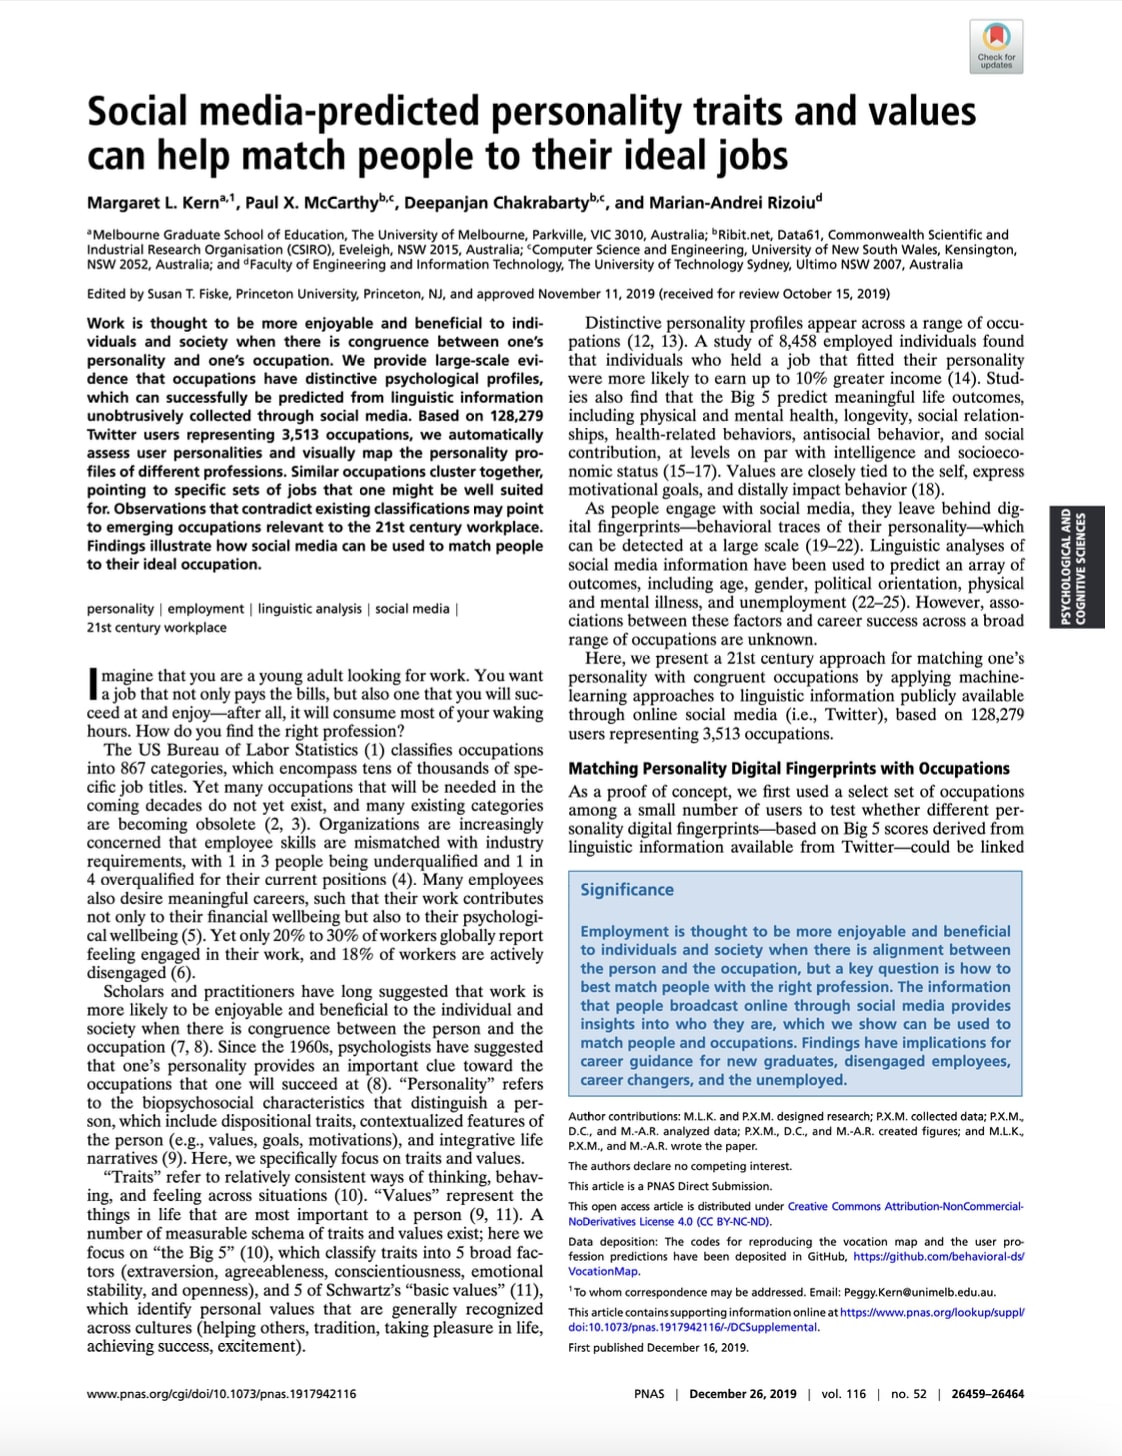 Check for
updates
Social media-predicted personality traits and values
can help match people to their ideal jobs
Margaret L. Kernᵃ,¹, Paul X. McCarthyᵇ,ᶜ, Deepanjan Chakrabartyᵇ,ᶜ, and Marian-Andrei Rizoiuᵈ
ᵃMelbourne Graduate School of Education, The University of Melbourne, Parkville, VIC 3010, Australia; ᵇRibit.net, Data61, Commonwealth Scientific and
Industrial Research Organisation (CSIRO), Eveleigh, NSW 2015, Australia; ᶜComputer Science and Engineering, University of New South Wales, Kensington,
NSW 2052, Australia; and ᵈFaculty of Engineering and Information Technology, The University of Technology Sydney, Ultimo NSW 2007, Australia
Edited by Susan T. Fiske, Princeton University, Princeton, NJ, and approved November 11, 2019 (received for review October 15, 2019)
Work is thought to be more enjoyable and beneficial to indi-
viduals and society when there is congruence between one's
personality and one's occupation. We provide large-scale evi-
dence that occupations have distinctive psychological profiles,
which can successfully be predicted from linguistic information
unobtrusively collected through social media. Based on 128,279
Twitter users representing 3,513 occupations, we automatically
assess user personalities and visually map the personality pro-
files of different professions. Similar occupations cluster together,
pointing to specific sets of jobs that one might be well suited
for. Observations that contradict existing classifications may point
to emerging occupations relevant to the 21st century workplace.
Findings illustrate how social media can be used to match people
to their ideal occupation.
personality | employment | linguistic analysis | social media |
21st century workplace
Imagine that you are a young adult looking for work. You want
a job that not only pays the bills, but also one that you will suc-
ceed at and enjoy—after all, it will consume most of your waking
hours. How do you find the right profession?
The US Bureau of Labor Statistics (1) classifies occupations
into 867 categories, which encompass tens of thousands of spe-
cific job titles. Yet many occupations that will be needed in the
coming decades do not yet exist, and many existing categories
are becoming obsolete (2, 3). Organizations are increasingly
concerned that employee skills are mismatched with industry
requirements, with 1 in 3 people being underqualified and 1 in
4 overqualified for their current positions (4). Many employees
also desire meaningful careers, such that their work contributes
not only to their financial wellbeing but also to their psychologi-
cal wellbeing (5). Yet only 20% to 30% of workers globally report
feeling engaged in their work, and 18% of workers are actively
disengaged (6).
Scholars and practitioners have long suggested that work is
more likely to be enjoyable and beneficial to the individual and
society when there is congruence between the person and the
occupation (7, 8). Since the 1960s, psychologists have suggested
that one's personality provides an important clue toward the
occupations that one will succeed at (8). “Personality” refers
to the biopsychosocial characteristics that distinguish a per-
son, which include dispositional traits, contextualized features of
the person (e.g., values, goals, motivations), and integrative life
narratives (9). Here, we specifically focus on traits and values.
“Traits” refer to relatively consistent ways of thinking, behav-
ing, and feeling across situations (10). “Values” represent the
things in life that are most important to a person (9, 11). A
number of measurable schema of traits and values exist; here we
focus on “the Big 5” (10), which classify traits into 5 broad fac-
tors (extraversion, agreeableness, conscientiousness, emotional
stability, and openness), and 5 of Schwartz's “basic values” (11),
which identify personal values that are generally recognized
across cultures (helping others, tradition, taking pleasure in life,
achieving success, excitement).
Distinctive personality profiles appear across a range of occu-
pations (12, 13). A study of 8,458 employed individuals found
that individuals who held a job that fitted their personality
were more likely to earn up to 10% greater income (14). Stud-
ies also find that the Big 5 predict meaningful life outcomes,
including physical and mental health, longevity, social relation-
ships, health-related behaviors, antisocial behavior, and social
contribution, at levels on par with intelligence and socioeco-
nomic status (15–17). Values are closely tied to the self, express
motivational goals, and distally impact behavior (18).
As people engage with social media, they leave behind dig-
ital fingerprints—behavioral traces of their personality—which
can be detected at a large scale (19–22). Linguistic analyses of
social media information have been used to predict an array of
outcomes, including age, gender, political orientation, physical
and mental illness, and unemployment (22–25). However, asso-
ciations between these factors and career success across a broad
range of occupations are unknown.
Here, we present a 21st century approach for matching one's
personality with congruent occupations by applying machine-
learning approaches to linguistic information publicly available
through online social media (i.e., Twitter), based on 128,279
users representing 3,513 occupations.
Matching Personality Digital Fingerprints with Occupations
As a proof of concept, we first used a select set of occupations
among a small number of users to test whether different per-
sonality digital fingerprints—based on Big 5 scores derived from
linguistic information available from Twitter—could be linked
Significance
Employment is thought to be more enjoyable and beneficial
to individuals and society when there is alignment between
the person and the occupation, but a key question is how to
best match people with the right profession. The information
that people broadcast online through social media provides
insights into who they are, which we show can be used to
match people and occupations. Findings have implications for
career guidance for new graduates, disengaged employees,
career changers, and the unemployed.
Author contributions: M.L.K. and P.X.M. designed research; P.X.M. collected data; P.X.M.,
D.C., and M.-A.R. analyzed data; P.X.M., D.C., and M.-A.R. created figures; and M.L.K.,
P.X.M., and M.-A.R. wrote the paper.
The authors declare no competing interest.
This article is a PNAS Direct Submission.
This open access article is distributed under Creative Commons Attribution-NonCommercial-
NoDerivatives License 4.0 (CC BY-NC-ND).
Data deposition: The codes for reproducing the vocation map and the user pro-
fession predictions have been deposited in GitHub, https://github.com/behavioral-ds/
VocationMap.
¹To whom correspondence may be addressed. Email: Peggy.Kern@unimelb.edu.au.
This article contains supporting information online at https://www.pnas.org/lookup/suppl/
doi:10.1073/pnas.1917942116/-/DCSupplemental.
First published December 16, 2019.
PSYCHOLOGICAL AND
COGNITIVE SCIENCES
www.pnas.org/cgi/doi/10.1073/pnas.1917942116
PNAS | December 26, 2019 | vol. 116 | no. 52 | 26459–26464